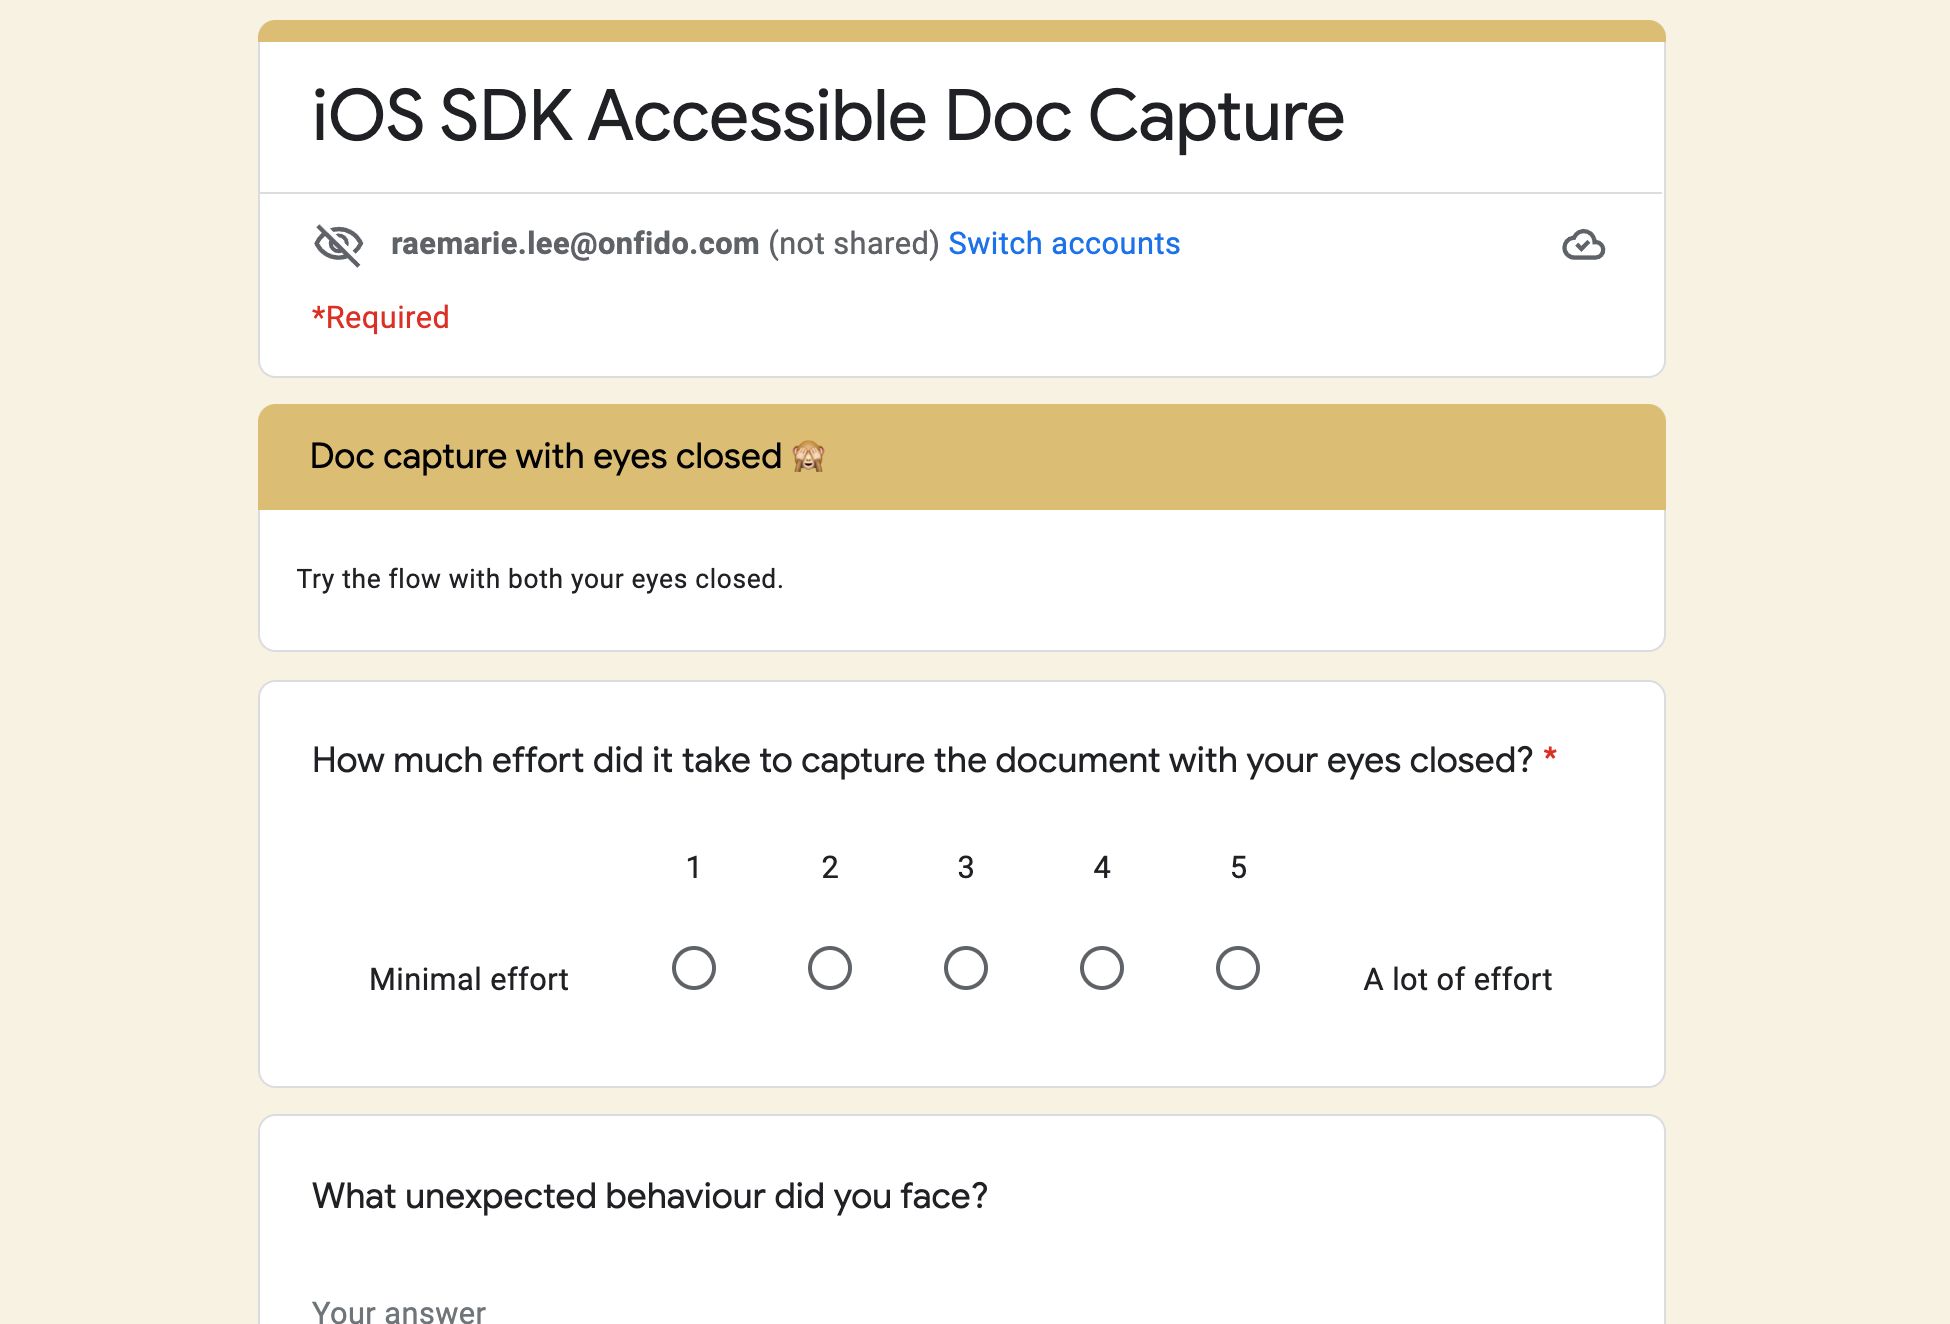 iOS SDK Accessible Doc Capture
raemarie.lee@onfido.com (not shared) Switch accounts
*Required
Doc capture with eyes closed 🙈
Try the flow with both your eyes closed.
How much effort did it take to capture the document with your eyes closed? *
1 2 3 4 5
Minimal effort A lot of effort
What unexpected behaviour did you face?
Your answer